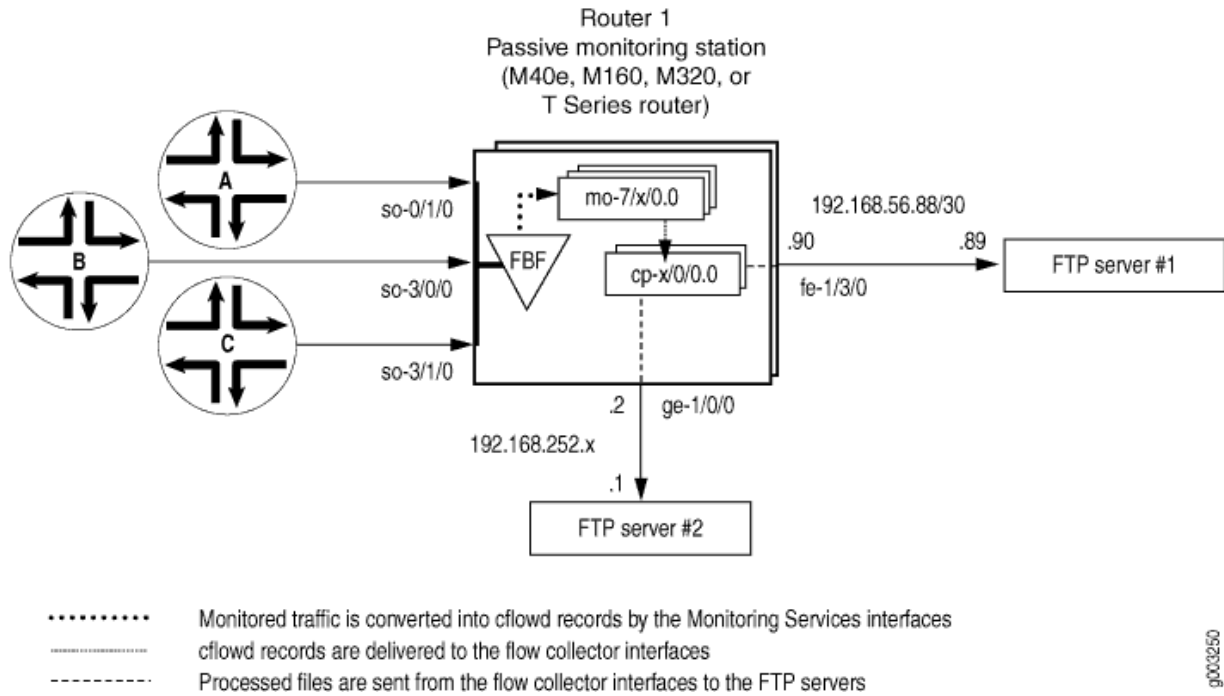 Router 1
Passive monitoring station
(M40e, M160, M320, or
T Series router)
A
B
C
so-0/1/0
so-3/0/0
so-3/1/0
FBF
mo-7/x/0.0
cp-x/0/0.0
192.168.56.88/30
.90
.89
fe-1/3/0
FTP server #1
.2
ge-1/0/0
192.168.252.x
.1
FTP server #2
Monitored traffic is converted into cflowd records by the Monitoring Services interfaces
cflowd records are delivered to the flow collector interfaces
Processed files are sent from the flow collector interfaces to the FTP servers
g003250